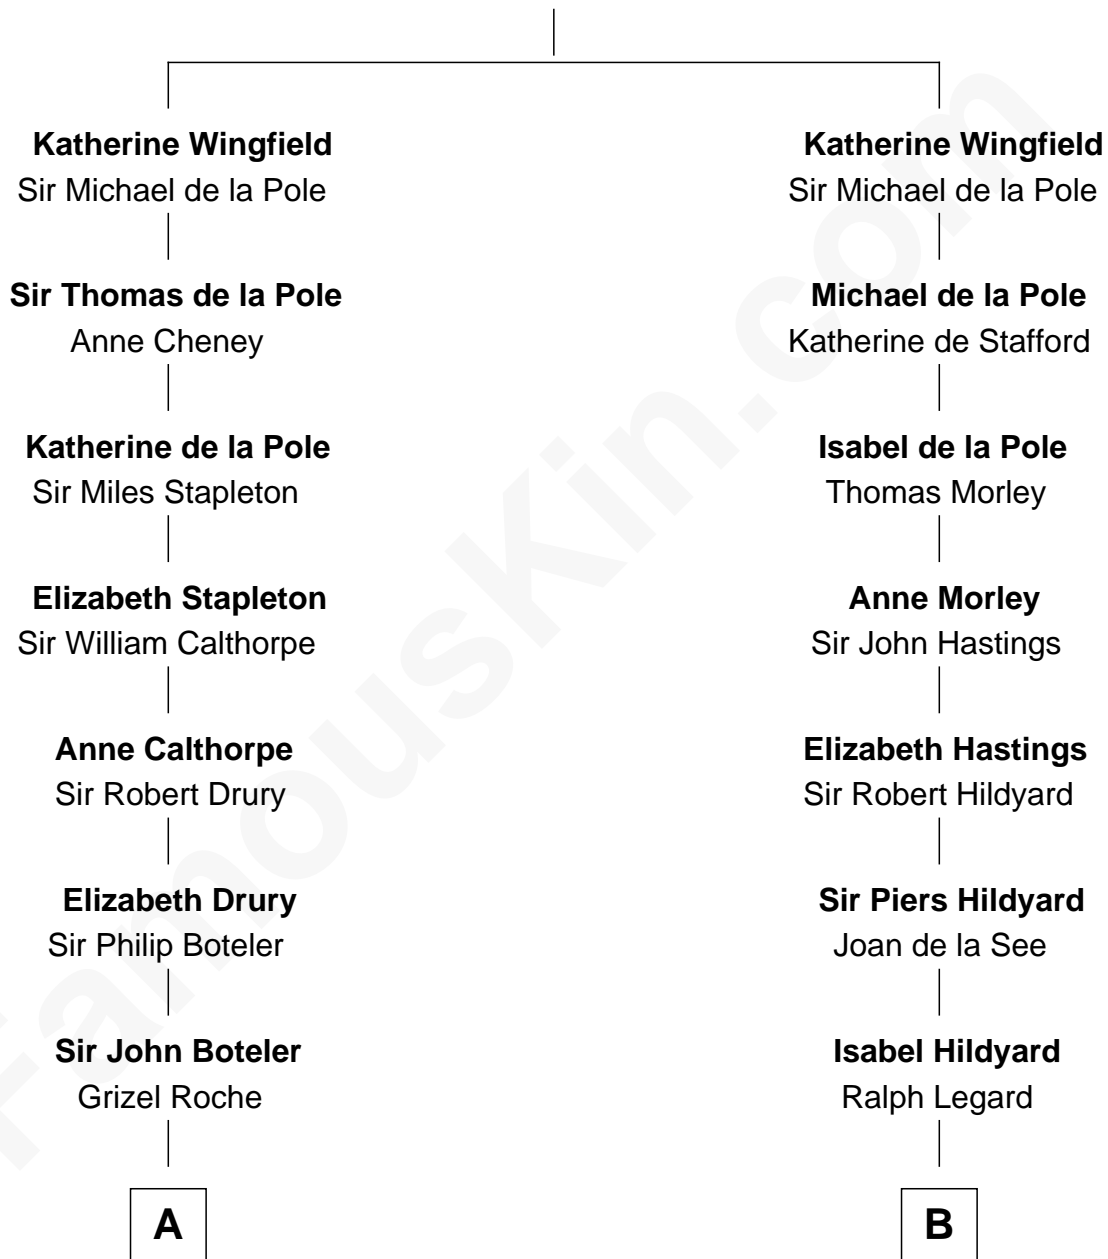 Katherine Wingfield
Sir Michael de la Pole
Sir Thomas de la Pole
Anne Cheney
Katherine de la Pole
Sir Miles Stapleton
Elizabeth Stapleton
Sir William Calthorpe
Anne Calthorpe
Sir Robert Drury
Elizabeth Drury
Sir Philip Boteler
Sir John Boteler
Grizel Roche
A
Katherine Wingfield
Sir Michael de la Pole
Michael de la Pole
Katherine de Stafford
Isabel de la Pole
Thomas Morley
Anne Morley
Sir John Hastings
Elizabeth Hastings
Sir Robert Hildyard
Sir Piers Hildyard
Joan de la See
Isabel Hildyard
Ralph Legard
B
FamousKin.com